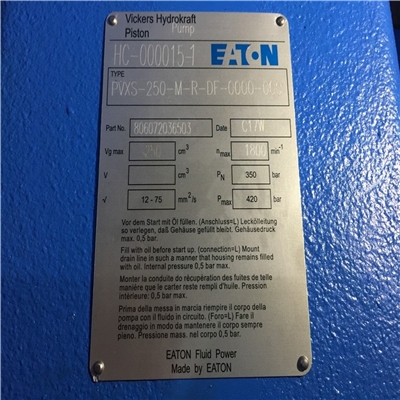 Vickers Hydrokraft
Piston Pump
HC-000015-1 EATON
TYPE
PVXS-250-M-R-DF-0000-000
Part No. 806072036503 Date C17W
Vg max cm³ n max 1800 min⁻¹
V cm³ PN 350 bar
√ 12 - 75 mm²/s Pmax 420 bar
Vor dem Start mit Öl füllen. (Anschluss=L) Leckölleitung
so verlegen, daß Gehäuse gefüllt bleibt. Gehäusedruck
max. 0,5 bar.
Fill with oil before start up. (connection=L) Mount
drain line in such a manner that housing remains filled
with oil. Internal pressure 0,5 bar max.
Monter la conduite do récupération des fuites de telle
manière que le corps reste rempli d'huile. Préssion
intérieure: max. 0,5 bar.
Prima della messa in marcia riempire il corpo della
pompa con il fluido in circuito. (Foro=L) Fare il
drenaggio in modo da mantenere il corpo sempre
pieno. Pressione mass. nel corpo 0,5 bar.
EATON Fluid Power
Made by EATON